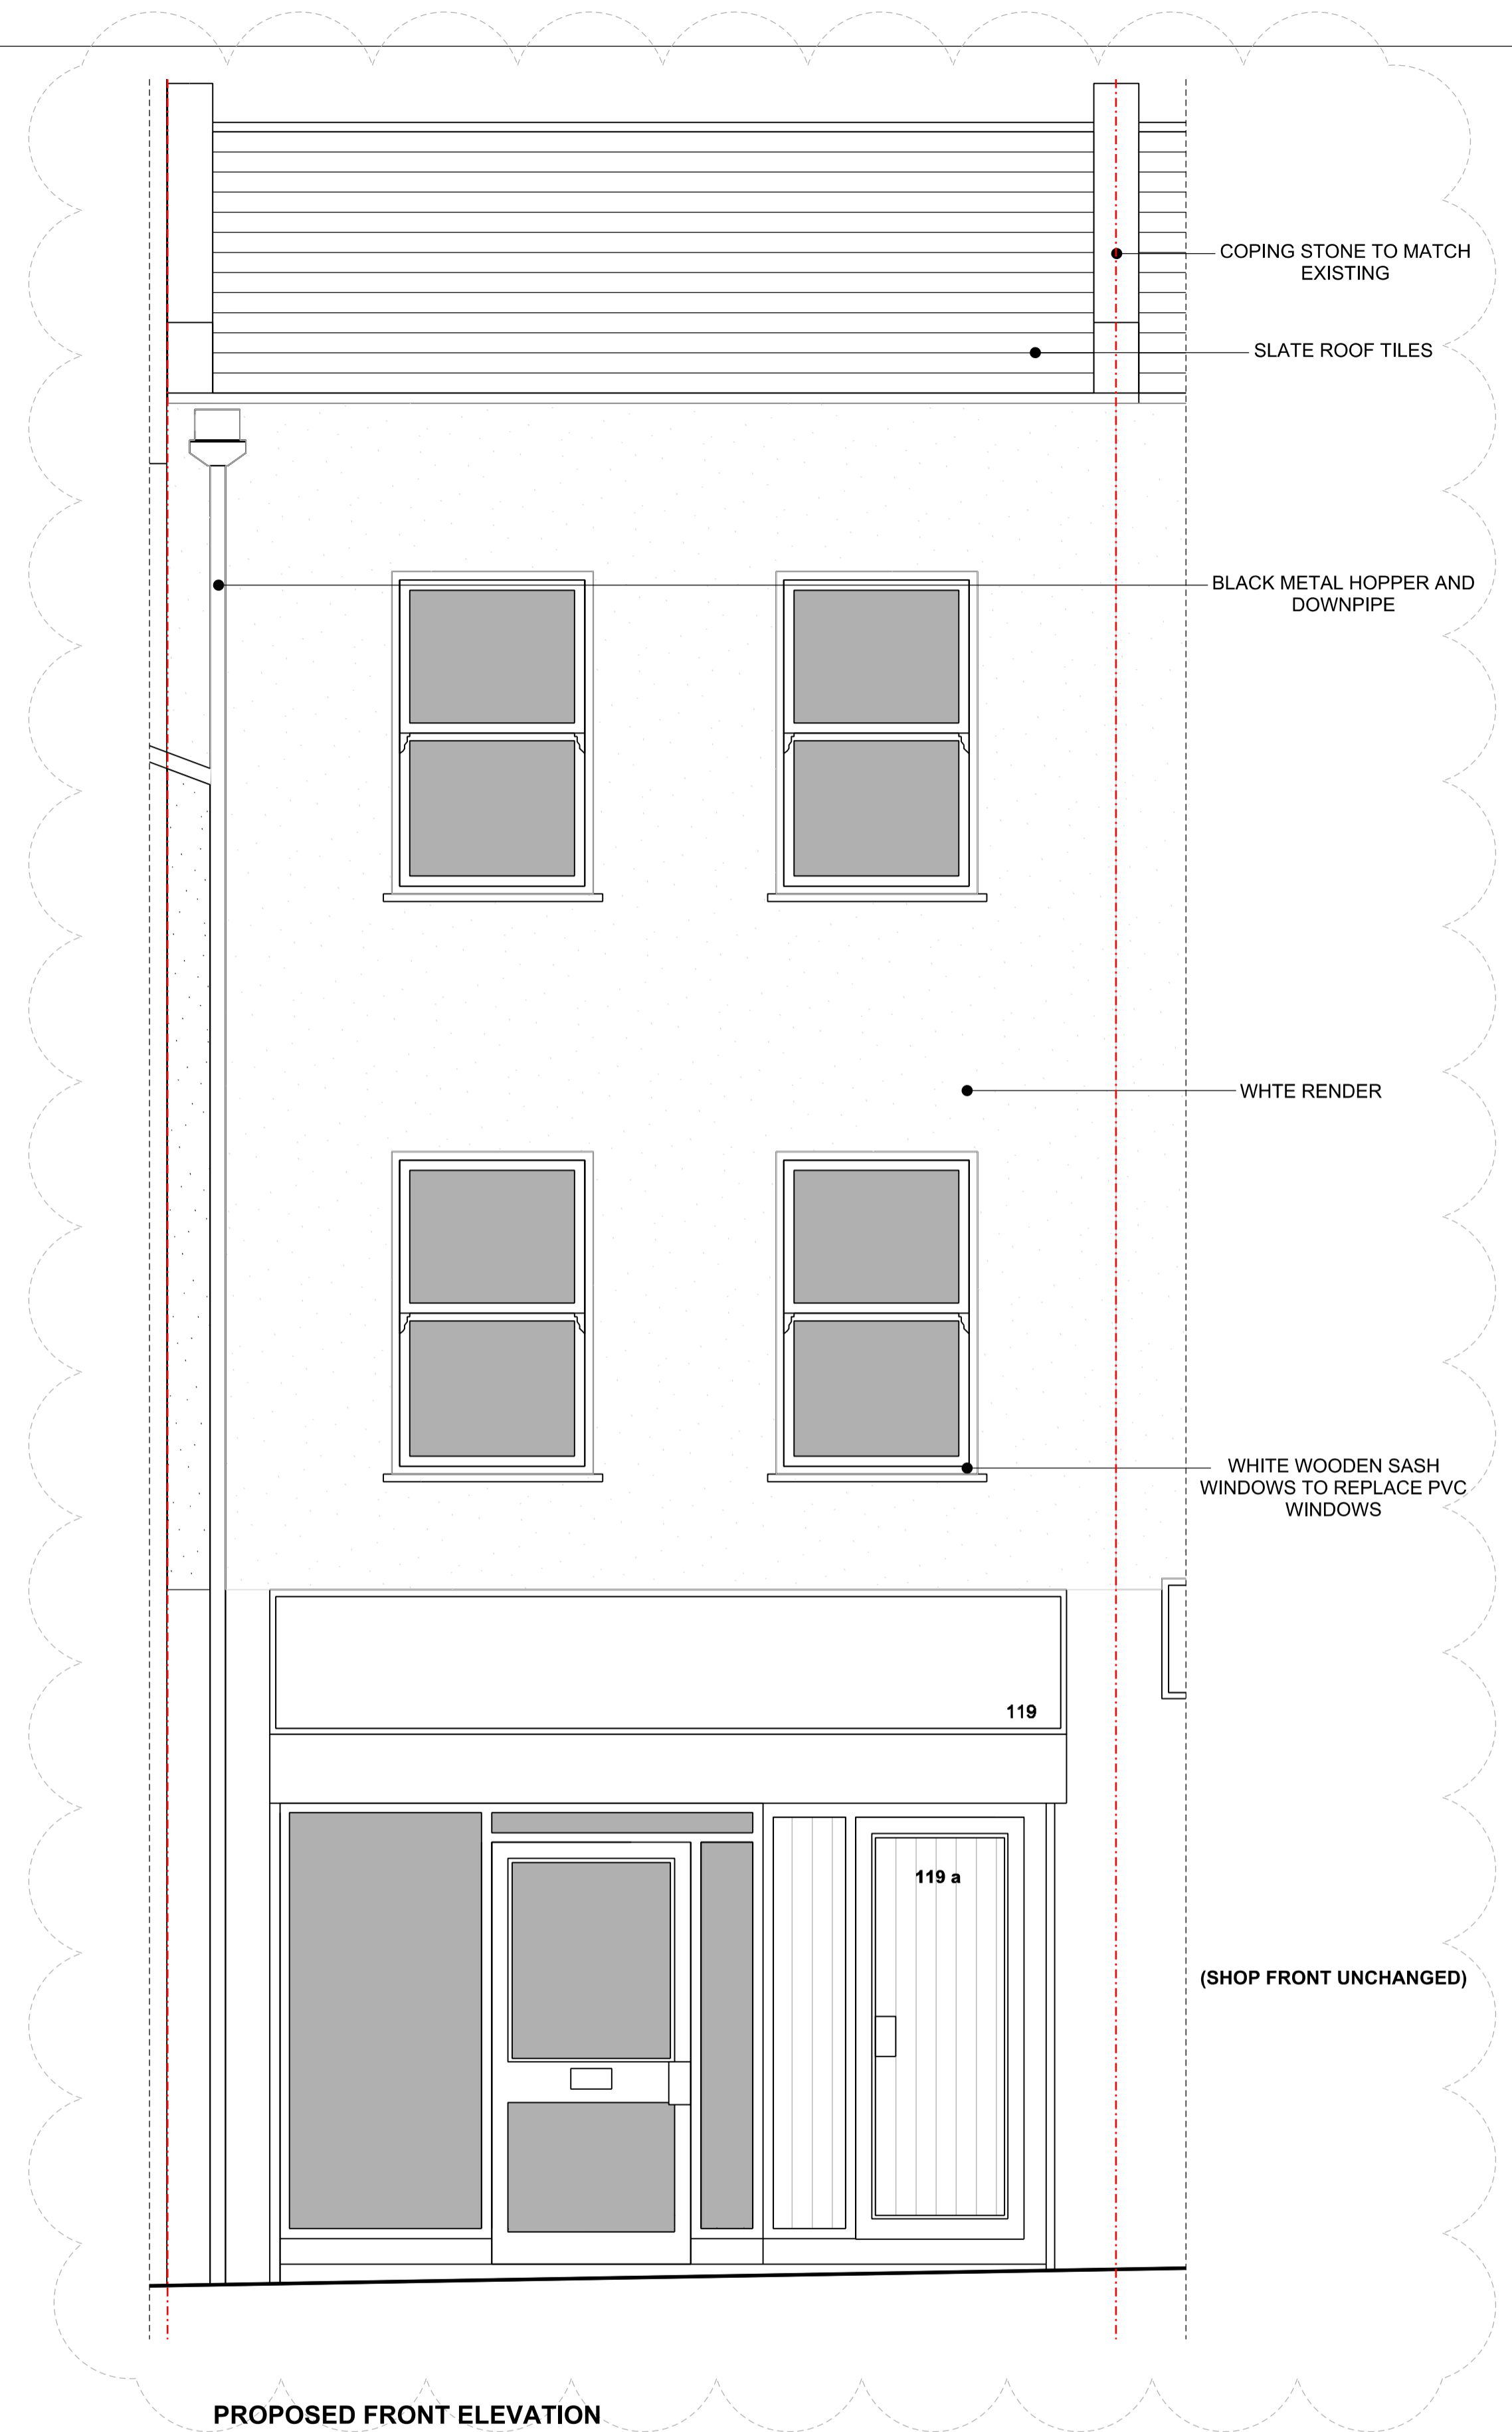 COPING STONE TO MATCH
EXISTING
SLATE ROOF TILES
BLACK METAL HOPPER AND
DOWNPIPE
WHTE RENDER
WHITE WOODEN SASH
WINDOWS TO REPLACE PVC
WINDOWS
119
119 a
(SHOP FRONT UNCHANGED)
PROPOSED FRONT ELEVATION